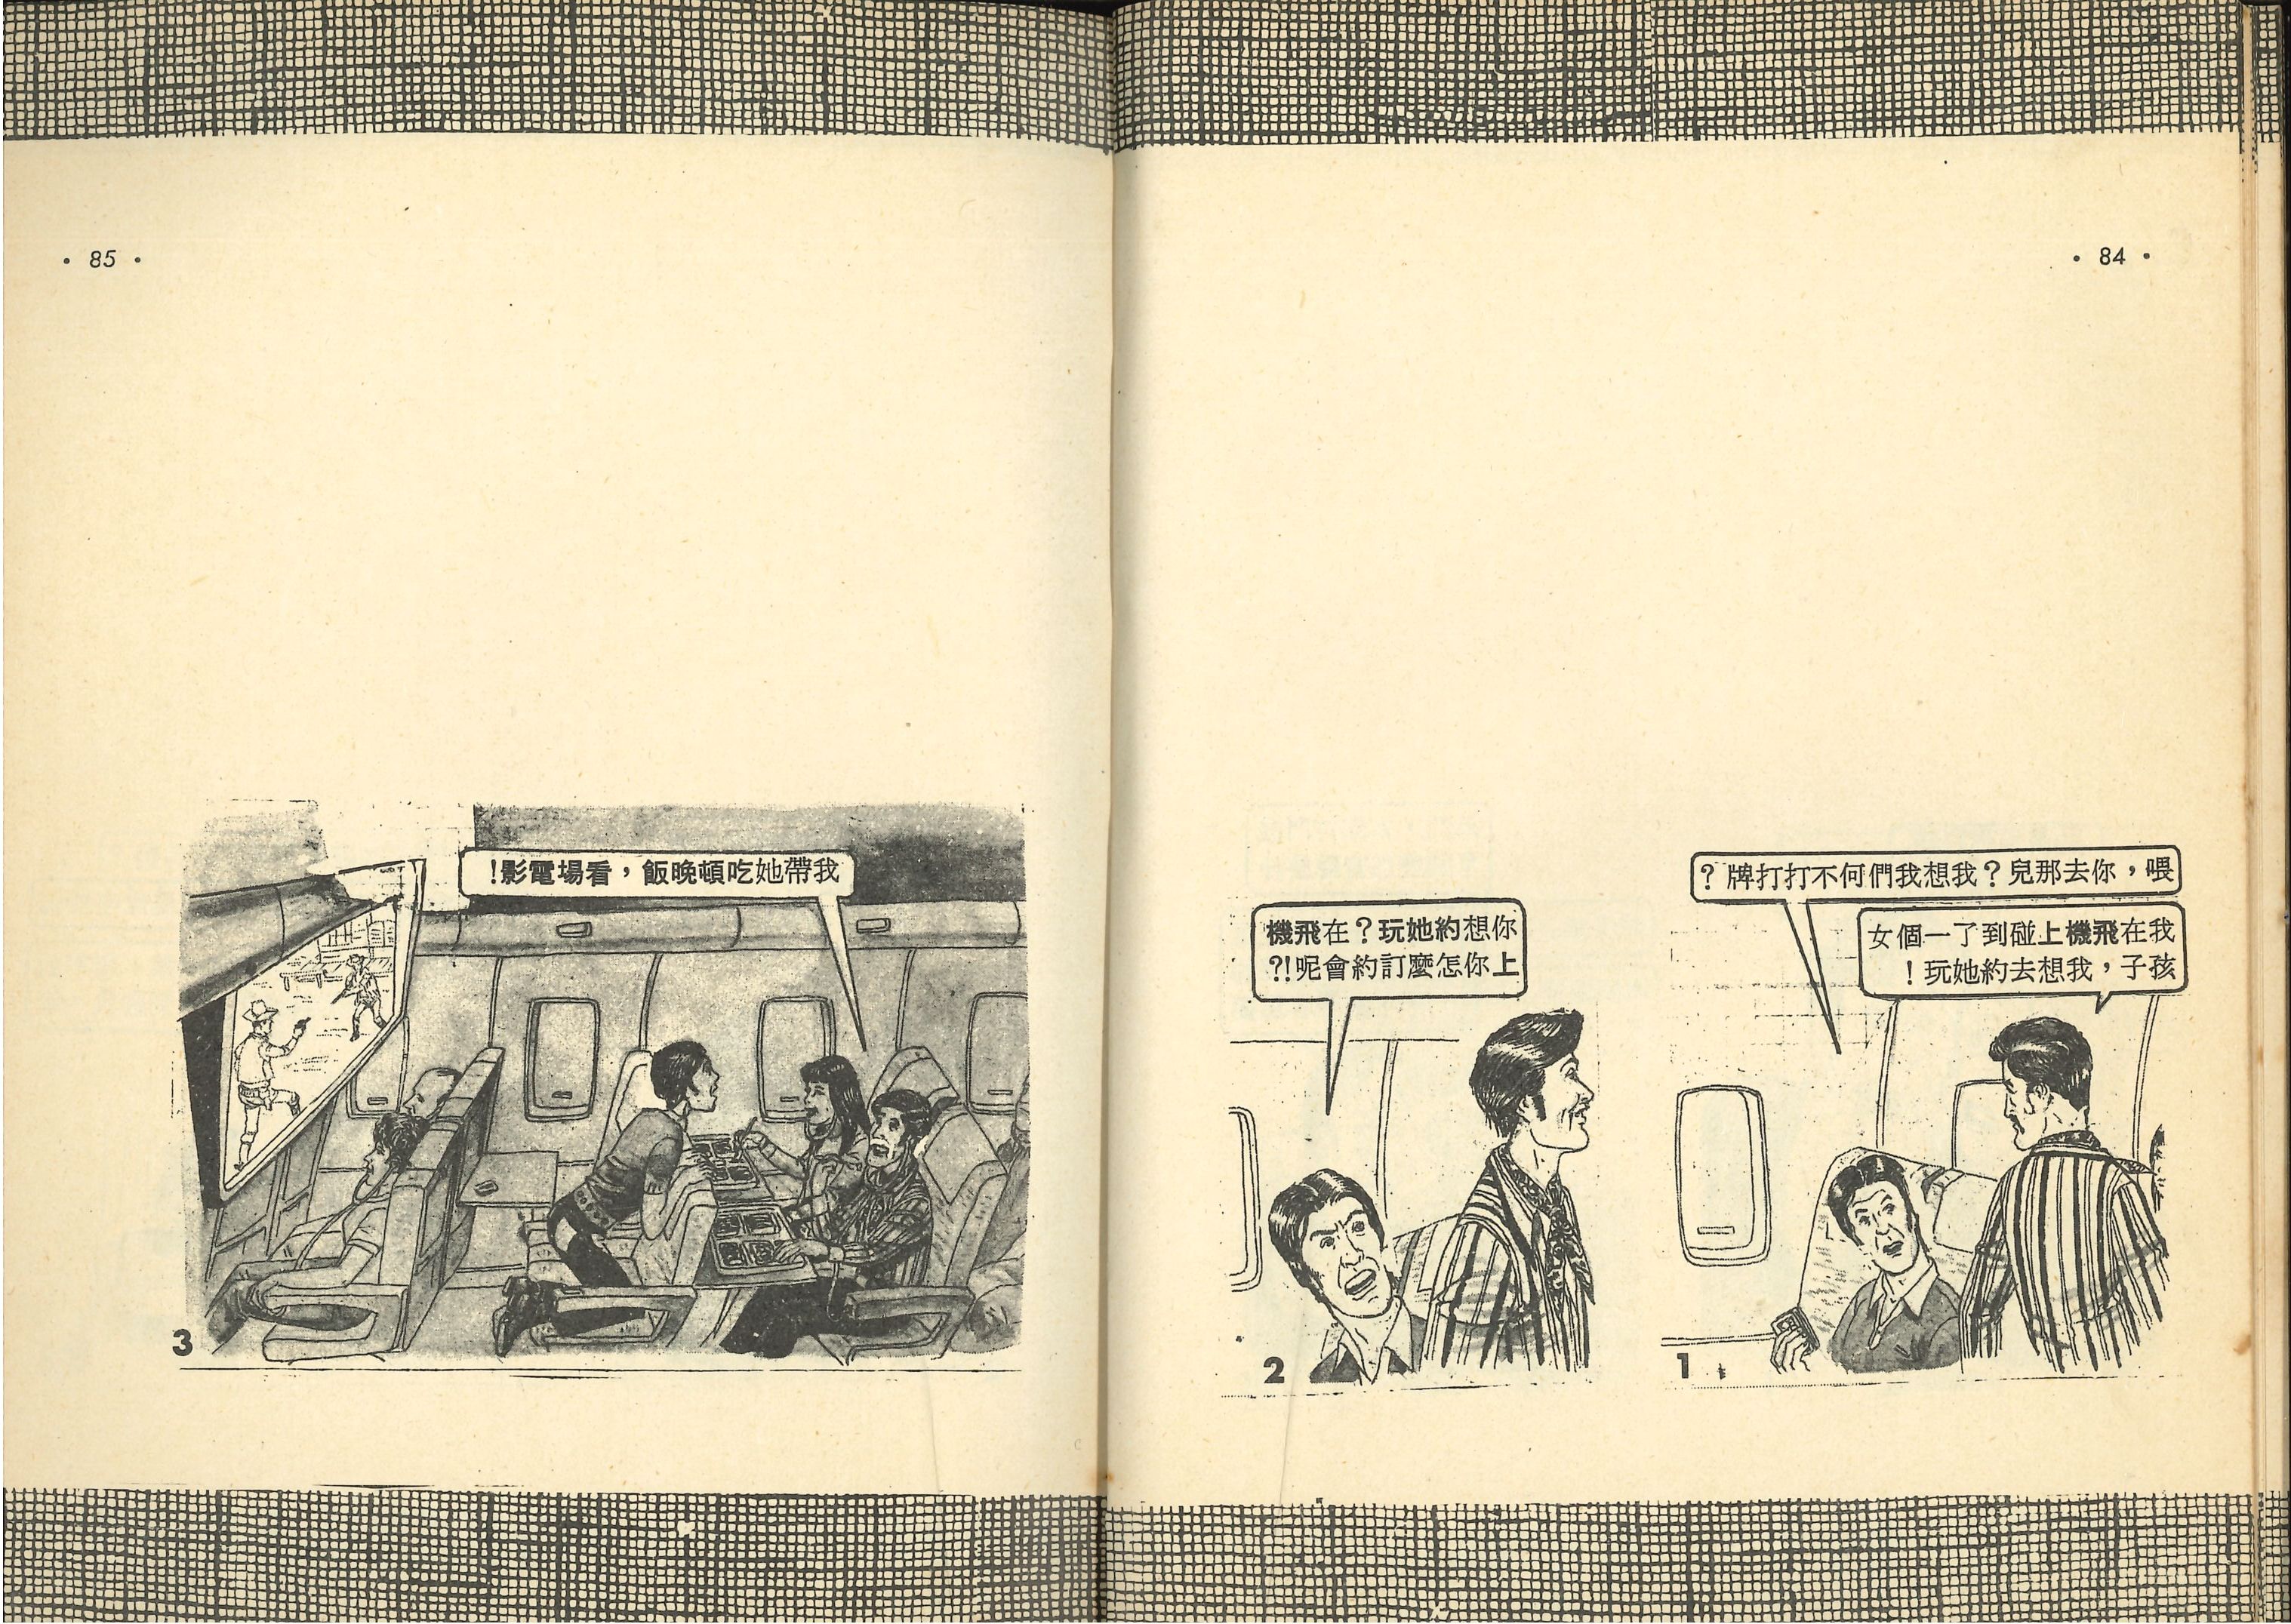 • 84 •
喂，你去那兒？我想我們何不打打牌？
我在飛機上碰到了一個女
孩子，我想去約她玩！
1
你想約她玩？在飛機
上你怎麼訂約會呢!?
2
• 85 •
我帶她吃頓晚飯，看場電影!
3